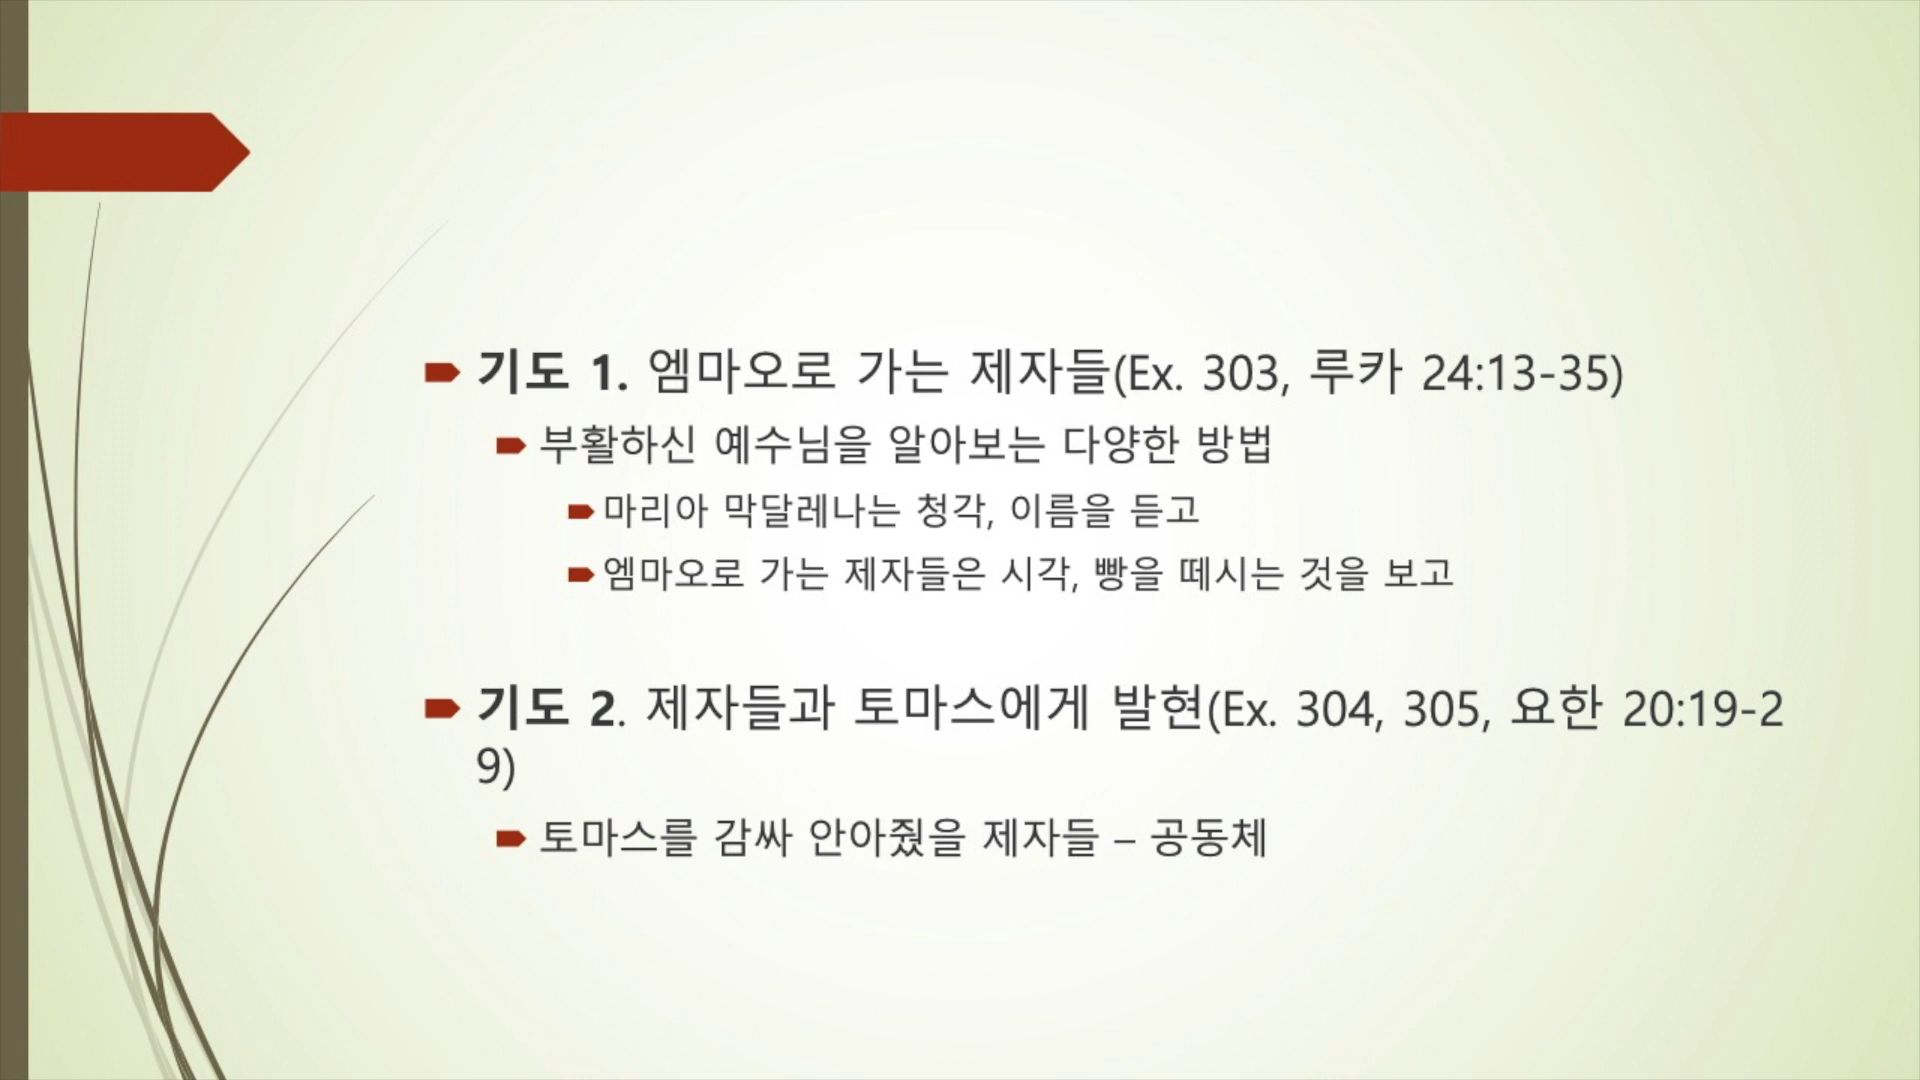 기도 1. 엠마오로 가는 제자들(Ex. 303, 루카 24:13-35)
부활하신 예수님을 알아보는 다양한 방법
마리아 막달레나는 청각, 이름을 듣고
엠마오로 가는 제자들은 시각, 빵을 떼시는 것을 보고
기도 2. 제자들과 토마스에게 발현(Ex. 304, 305, 요한 20:19-2
9)
토마스를 감싸 안아줬을 제자들 – 공동체